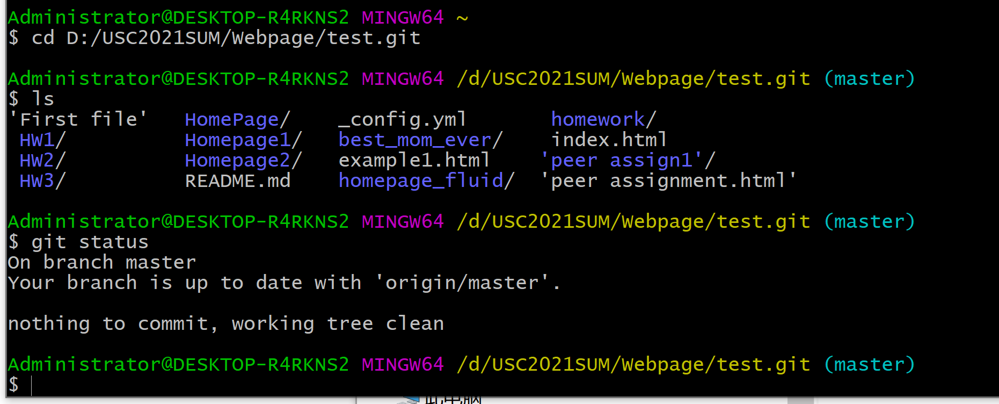 Administrator@DESKTOP-R4RKNS2 MINGW64 ~
$ cd D:/USC2021SUM/Webpage/test.git
Administrator@DESKTOP-R4RKNS2 MINGW64 /d/USC2021SUM/Webpage/test.git (master)
$ ls
'First file'   HomePage/    _config.yml       homework/
 HW1/          Homepage1/   best_mom_ever/    index.html
 HW2/          Homepage2/   example1.html    'peer assign1'/
 HW3/          README.md    homepage_fluid/  'peer assignment.html'
Administrator@DESKTOP-R4RKNS2 MINGW64 /d/USC2021SUM/Webpage/test.git (master)
$ git status
On branch master
Your branch is up to date with 'origin/master'.
nothing to commit, working tree clean
Administrator@DESKTOP-R4RKNS2 MINGW64 /d/USC2021SUM/Webpage/test.git (master)
$
此电脑